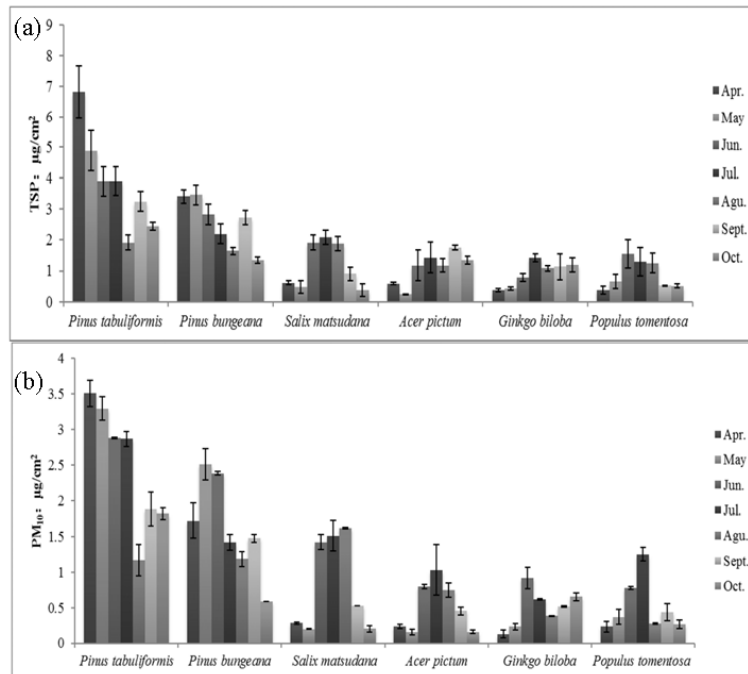 (a)
9
8
7
6
5
4
3
2
1
0
TSP: μg/cm²
Pinus tabuliformis Pinus bungeana Salix matsudana Acer pictum Ginkgo biloba Populus tomentosa
Apr.
May
Jun.
Jul.
Agu.
Sept.
Oct.
(b)
4
3.5
3
2.5
2
1.5
1
0.5
0
PM₁₀: μg/cm²
Pinus tabuliformis Pinus bungeana Salix matsudana Acer pictum Ginkgo biloba Populus tomentosa
Apr.
May
Jun.
Jul.
Agu.
Sept.
Oct.